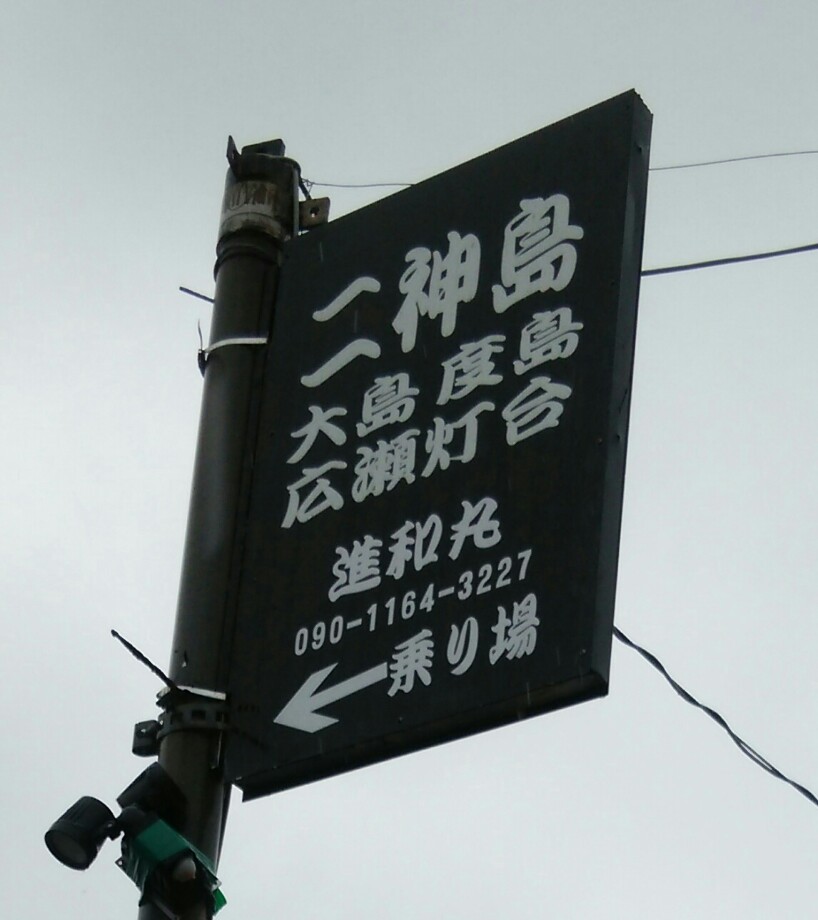 二神島
大島 度島
広瀬灯台
進和丸
090-1164-3227
乗り場